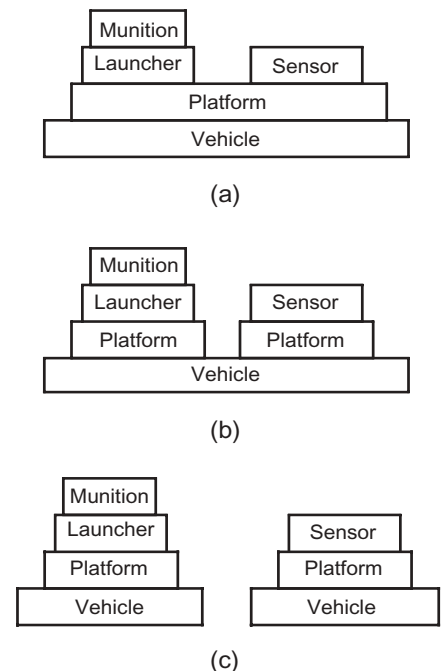 Munition
Launcher Sensor
Platform
Vehicle
(a)
Munition
Launcher Sensor
Platform Platform
Vehicle
(b)
Munition
Launcher Sensor
Platform Platform
Vehicle Vehicle
(c)